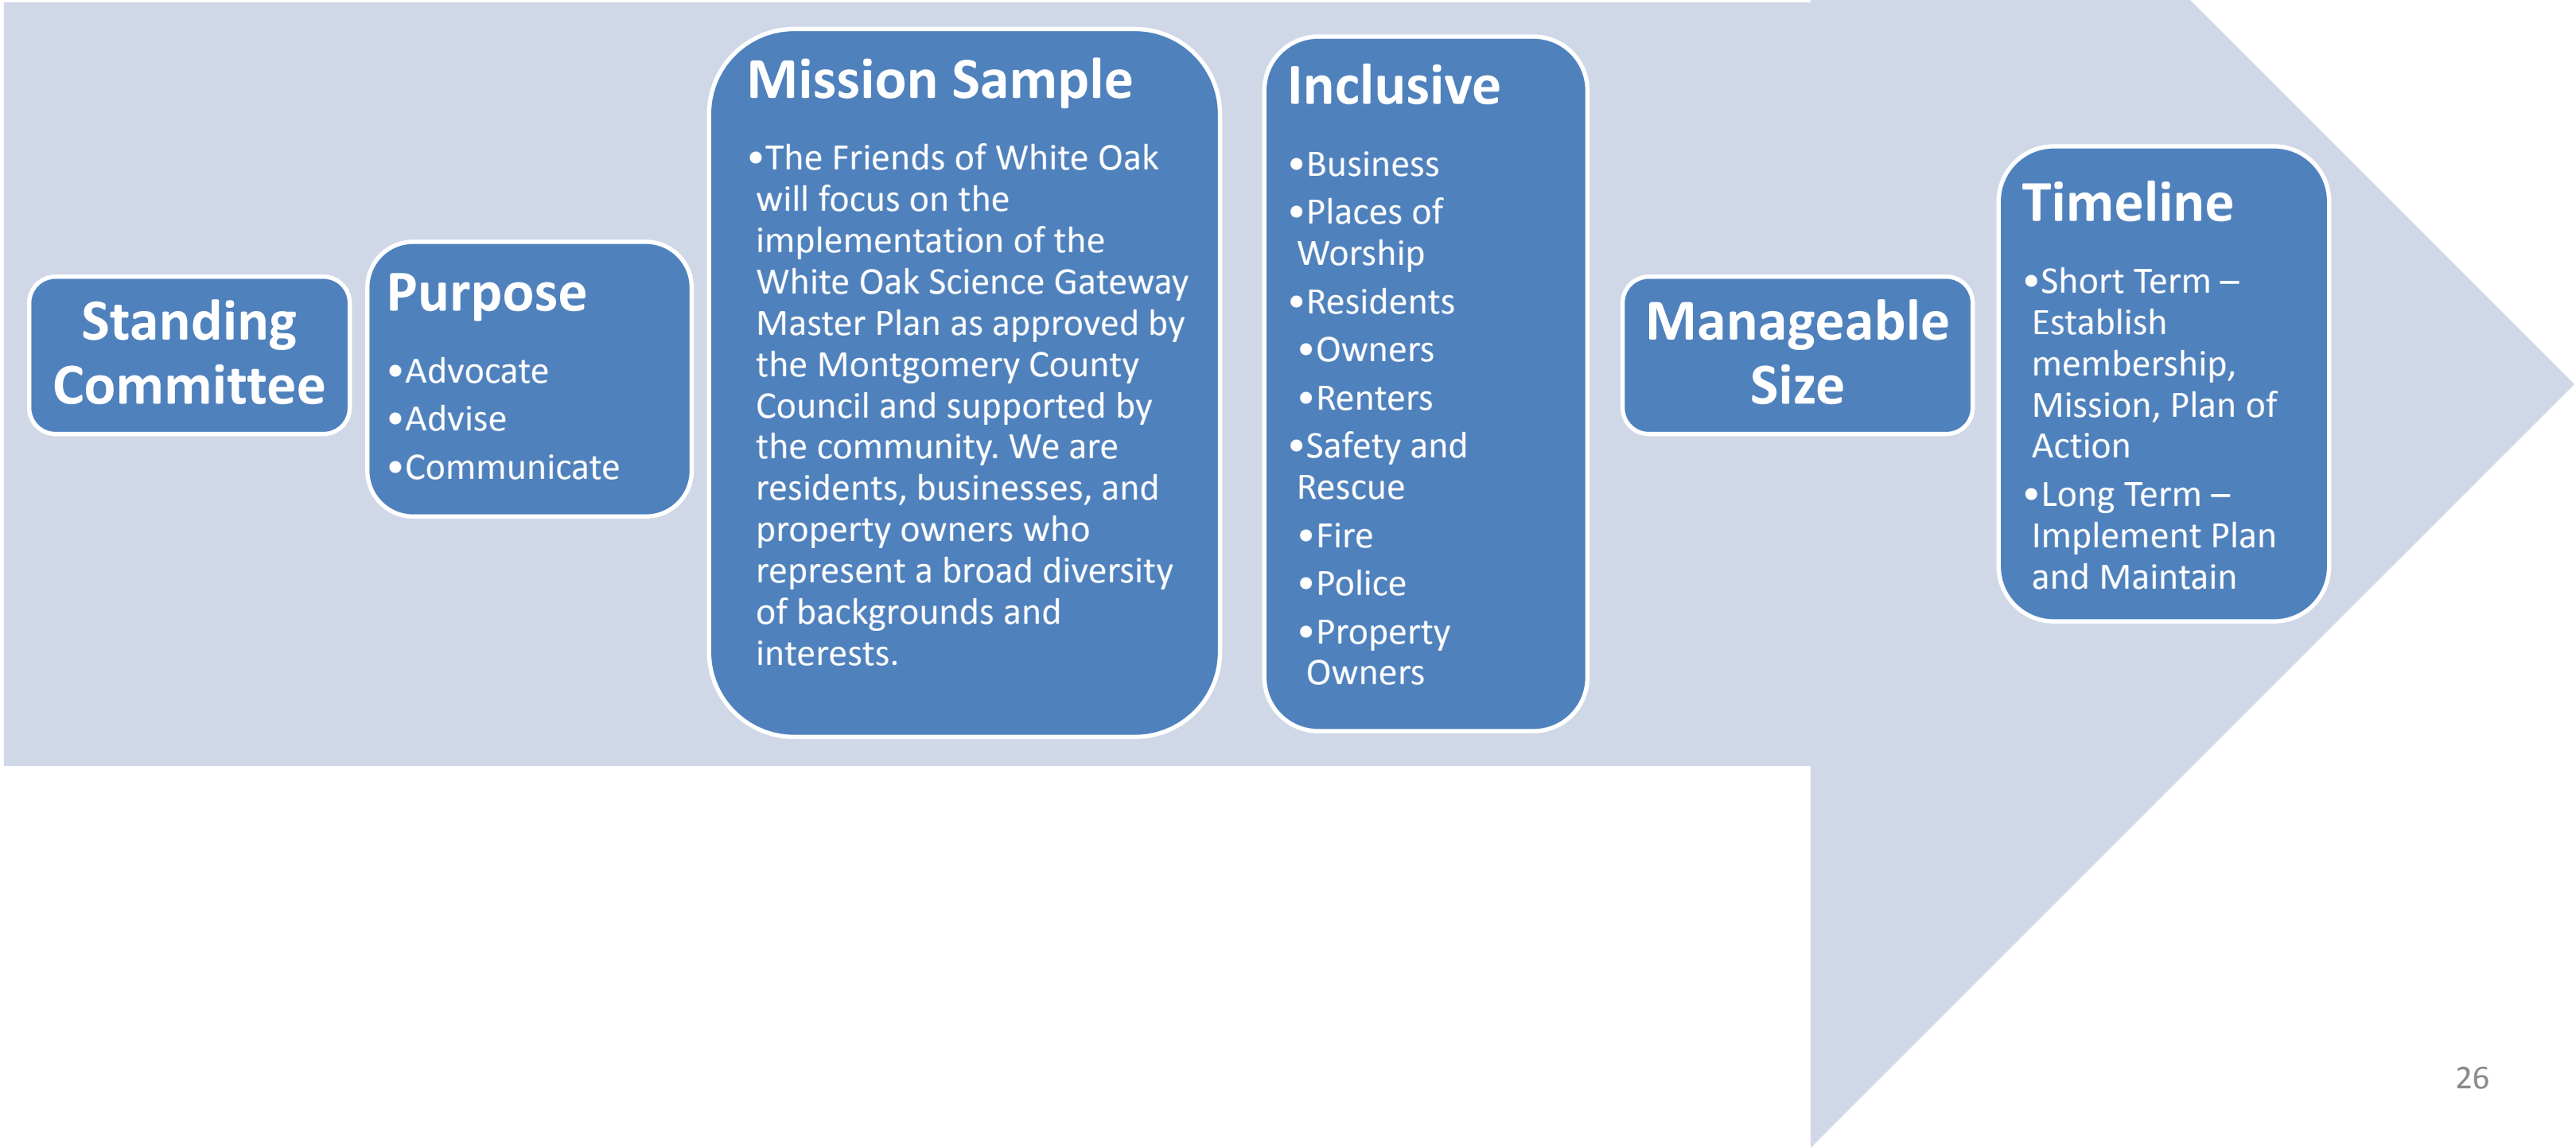 Standing
Committee
Purpose
•Advocate
•Advise
•Communicate
Mission Sample
•The Friends of White Oak
will focus on the
implementation of the
White Oak Science Gateway
Master Plan as approved by
the Montgomery County
Council and supported by
the community. We are
residents, businesses, and
property owners who
represent a broad diversity
of backgrounds and
interests.
Inclusive
•Business
•Places of
Worship
•Residents
•Owners
•Renters
•Safety and
Rescue
•Fire
•Police
•Property
Owners
Manageable
Size
Timeline
•Short Term –
Establish
membership,
Mission, Plan of
Action
•Long Term –
Implement Plan
and Maintain
26